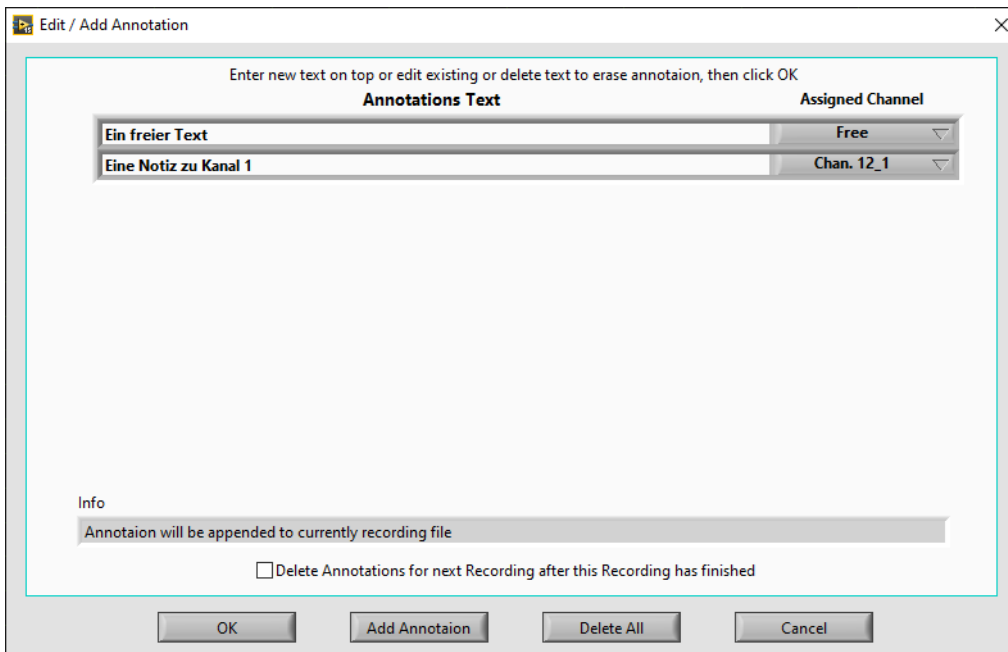 Edit / Add Annotation
Enter new text on top or edit existing or delete text to erase annotaion, then click OK
Annotations Text Assigned Channel
Ein freier Text Free
Eine Notiz zu Kanal 1 Chan. 12_1
Info
Annotaion will be appended to currently recording file
Delete Annotations for next Recording after this Recording has finished
OK Add Annotaion Delete All Cancel